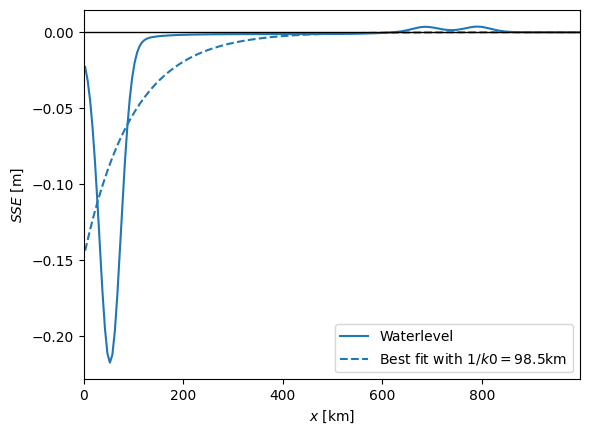 0.00
−0.05
−0.10
−0.15
−0.20
SSE [m]
0 200 400 600 800
x [km]
Waterlevel
Best fit with 1/k0 = 98.5km